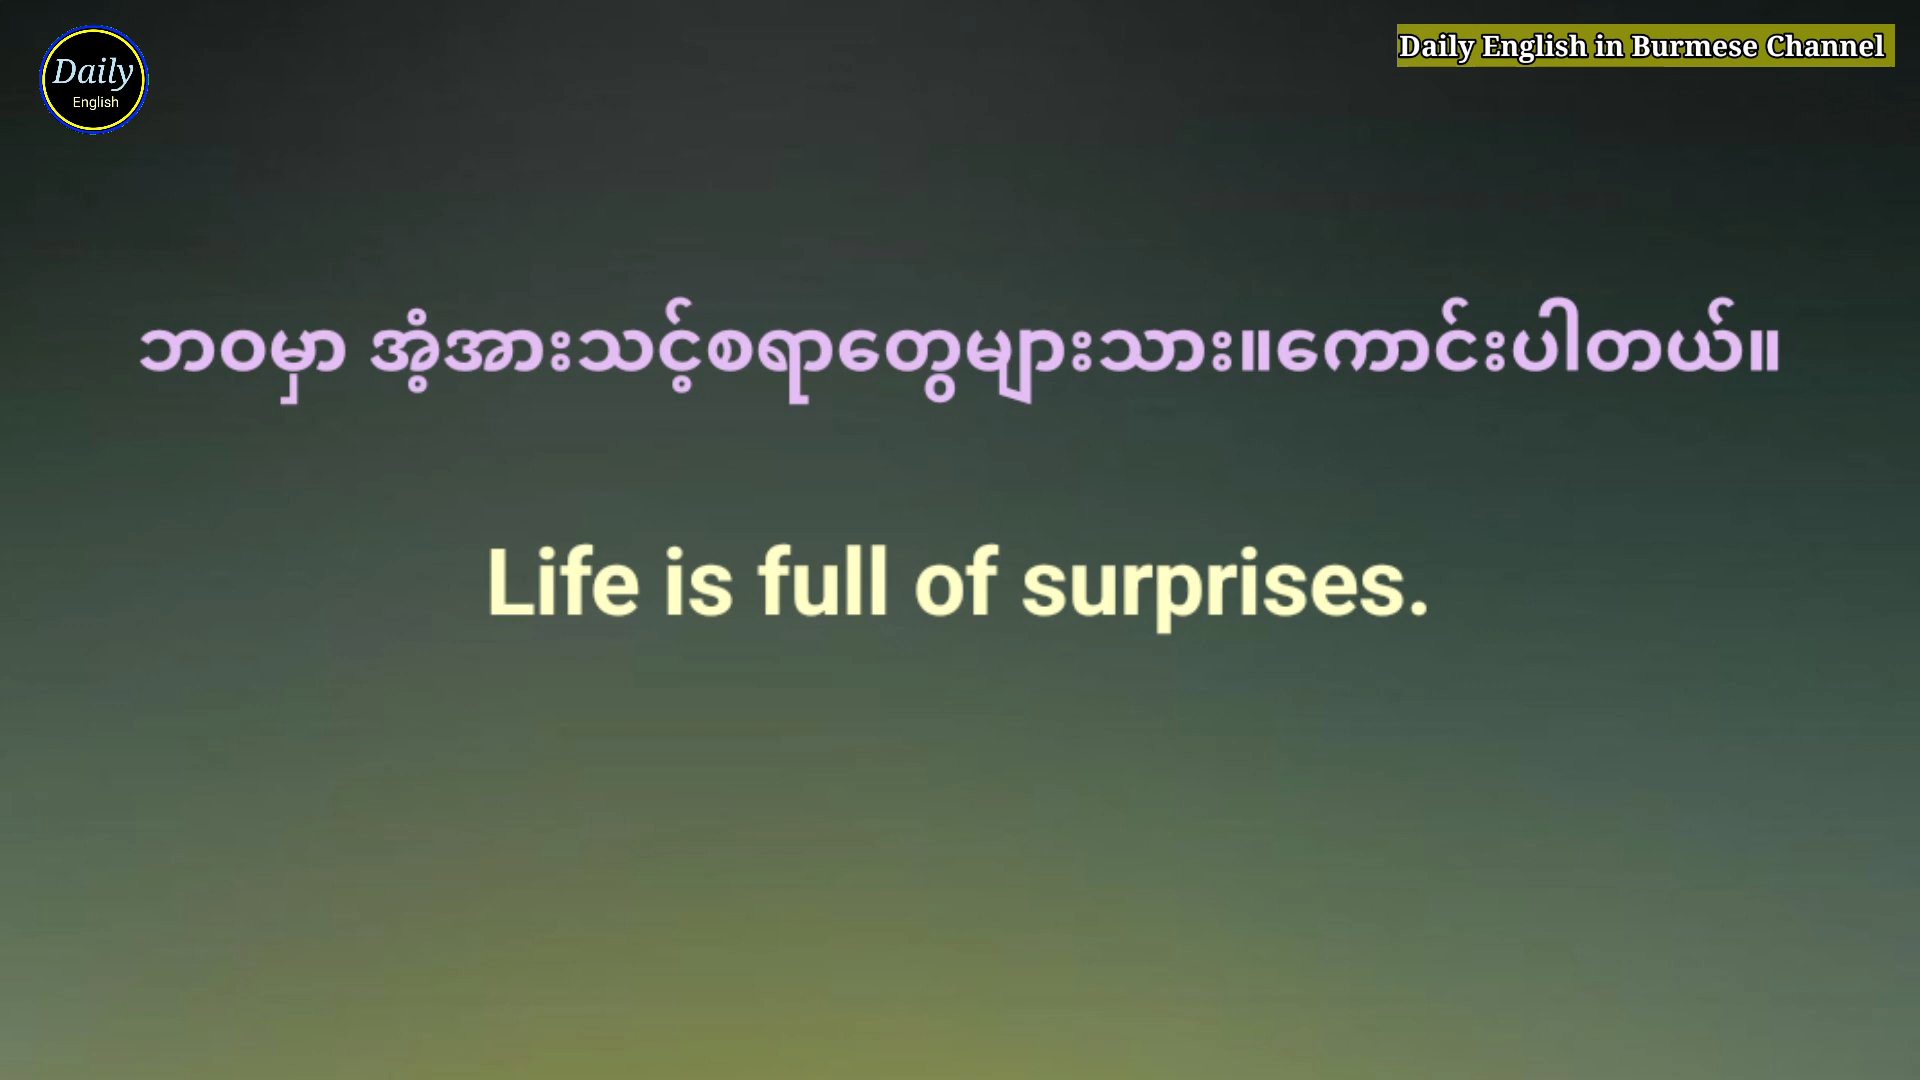 Daily
English
Daily English in Burmese Channel
ဘဝမှာ အံ့အားသင့်စရာတွေများသား။ကောင်းပါတယ်။
Life is full of surprises.